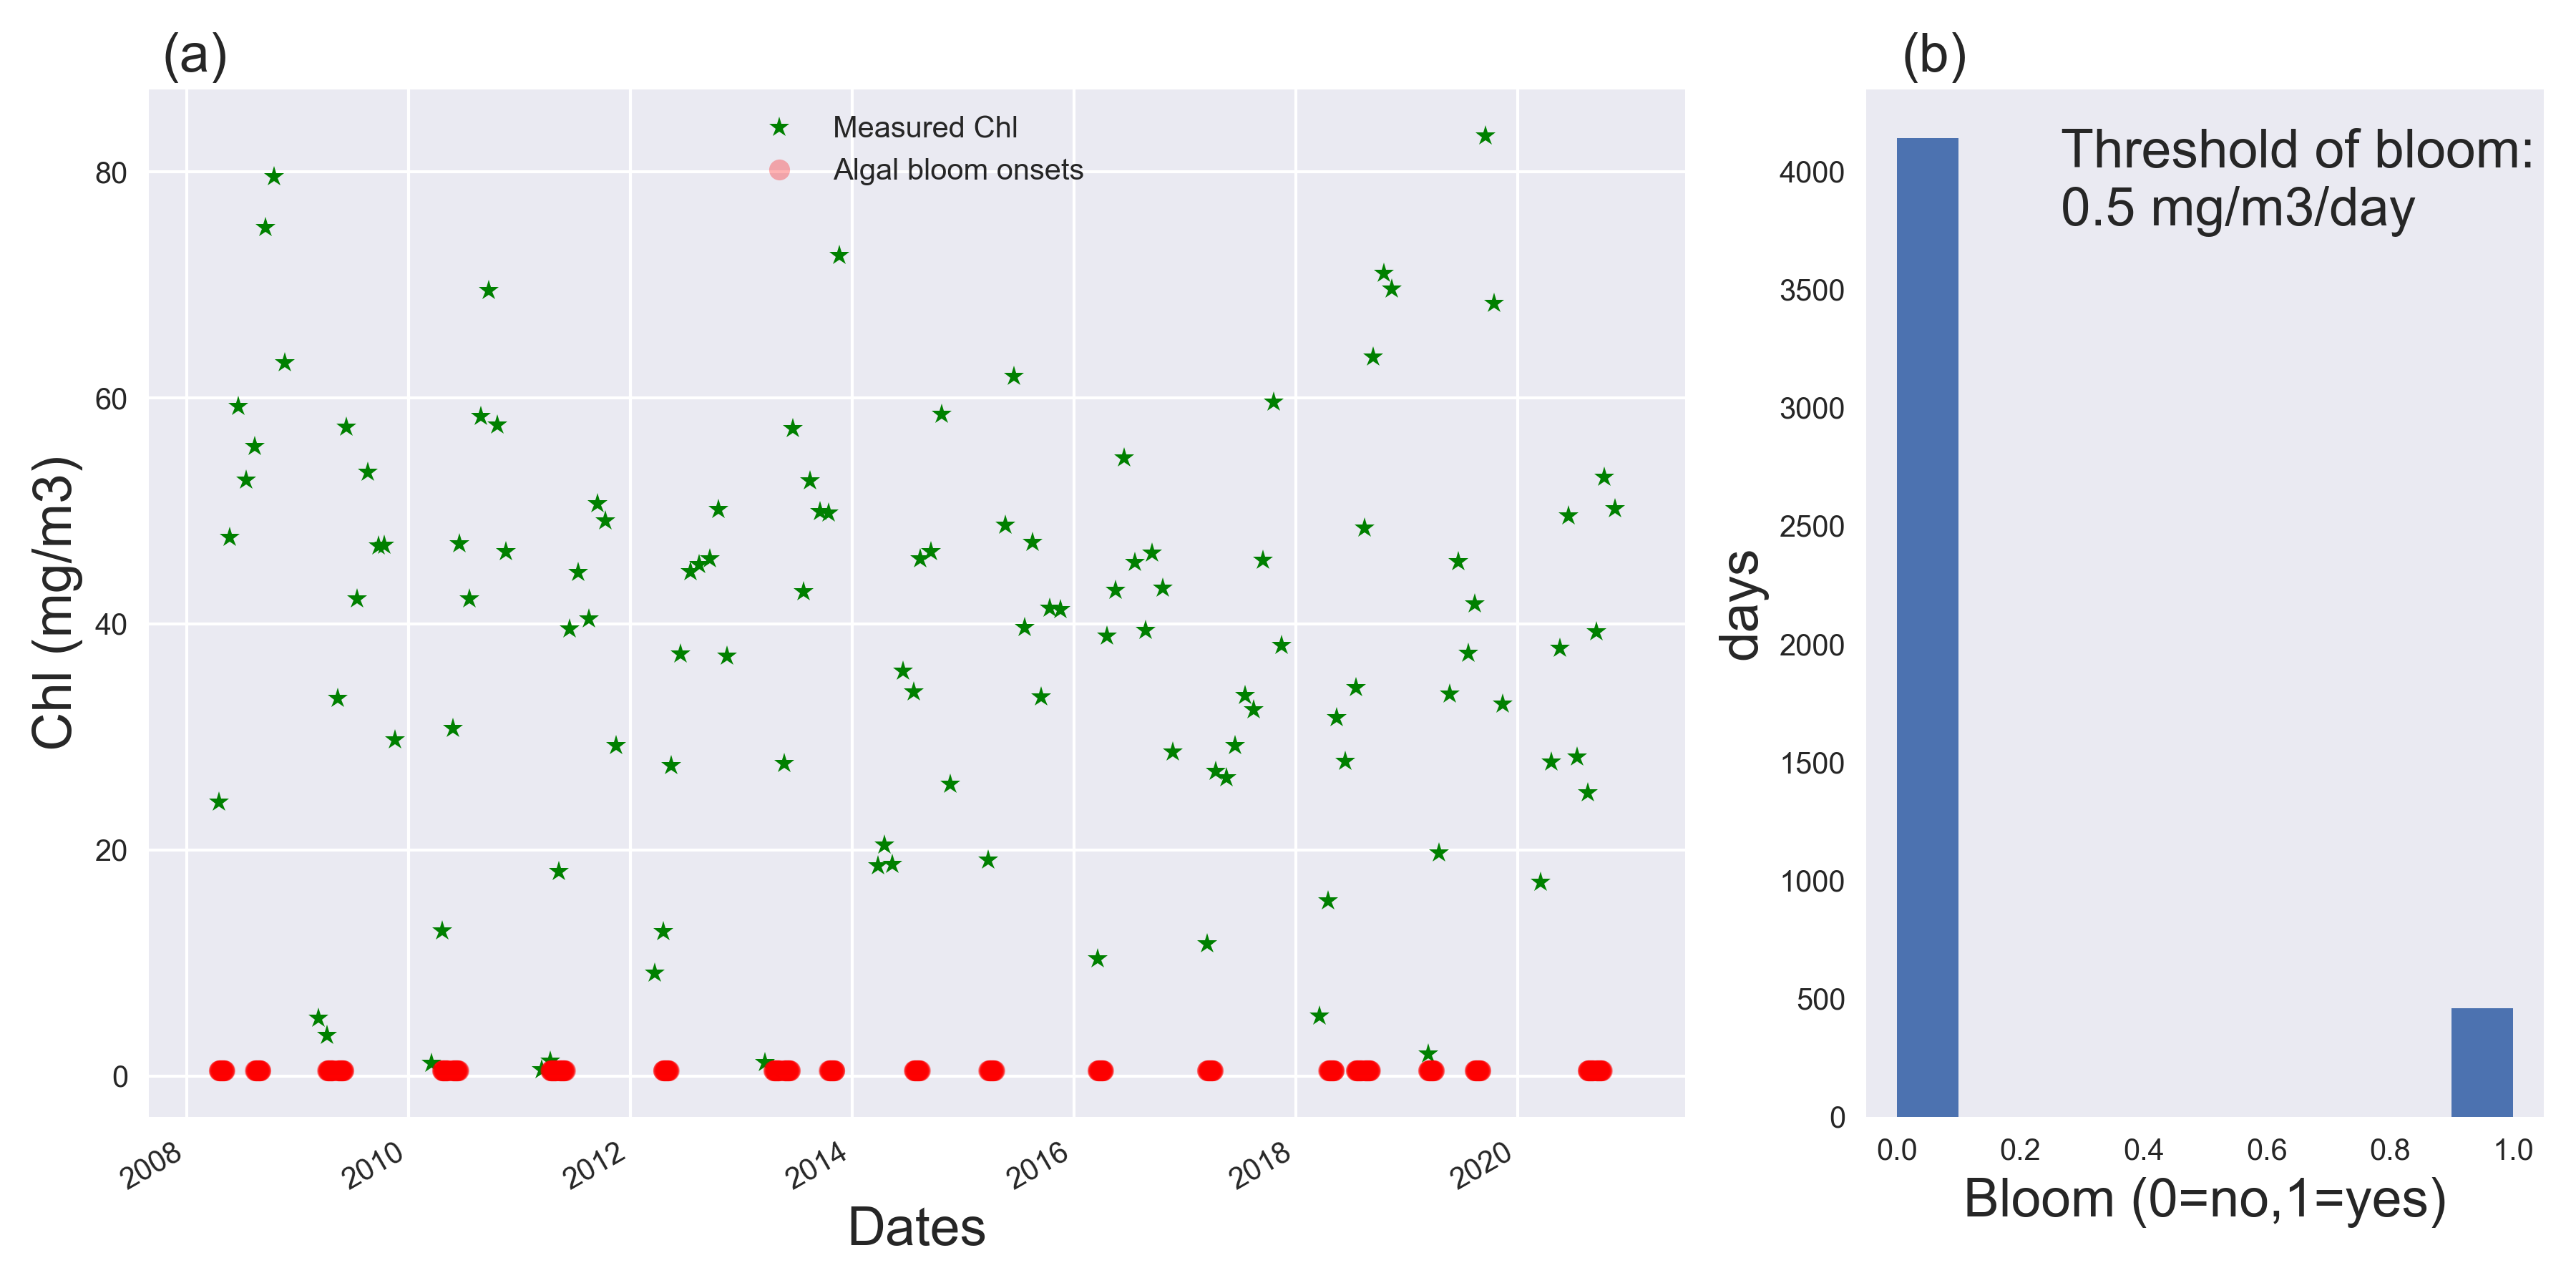 (a)
Measured Chl
Algal bloom onsets
Chl (mg/m3)
80
60
40
20
0
2008
2010
2012
2014
2016
2018
2020
Dates
(b)
Threshold of bloom:
0.5 mg/m3/day
days
4000
3500
3000
2500
2000
1500
1000
500
0
0.0
0.2
0.4
0.6
0.8
1.0
Bloom (0=no,1=yes)